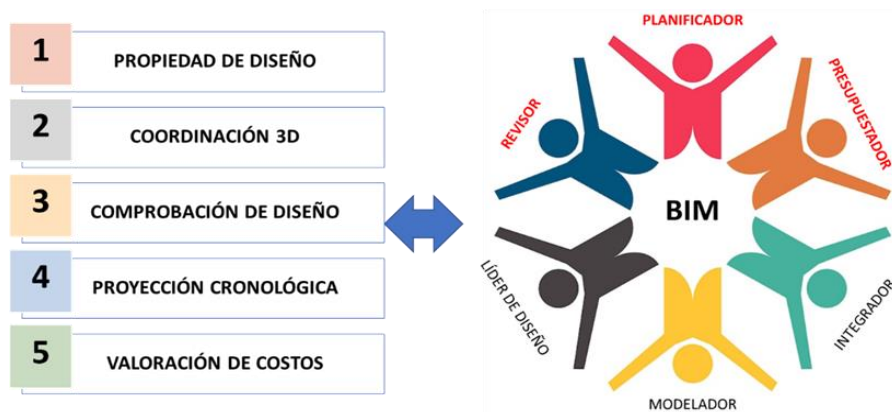 1
PROPIEDAD DE DISEÑO
2
COORDINACIÓN 3D
3
COMPROBACIÓN DE DISEÑO
4
PROYECCIÓN CRONOLÓGICA
5
VALORACIÓN DE COSTOS
PLANIFICADOR
PRESUPUESTADOR
REVISOR
BIM
LÍDER DE DISEÑO
INTEGRADOR
MODELADOR